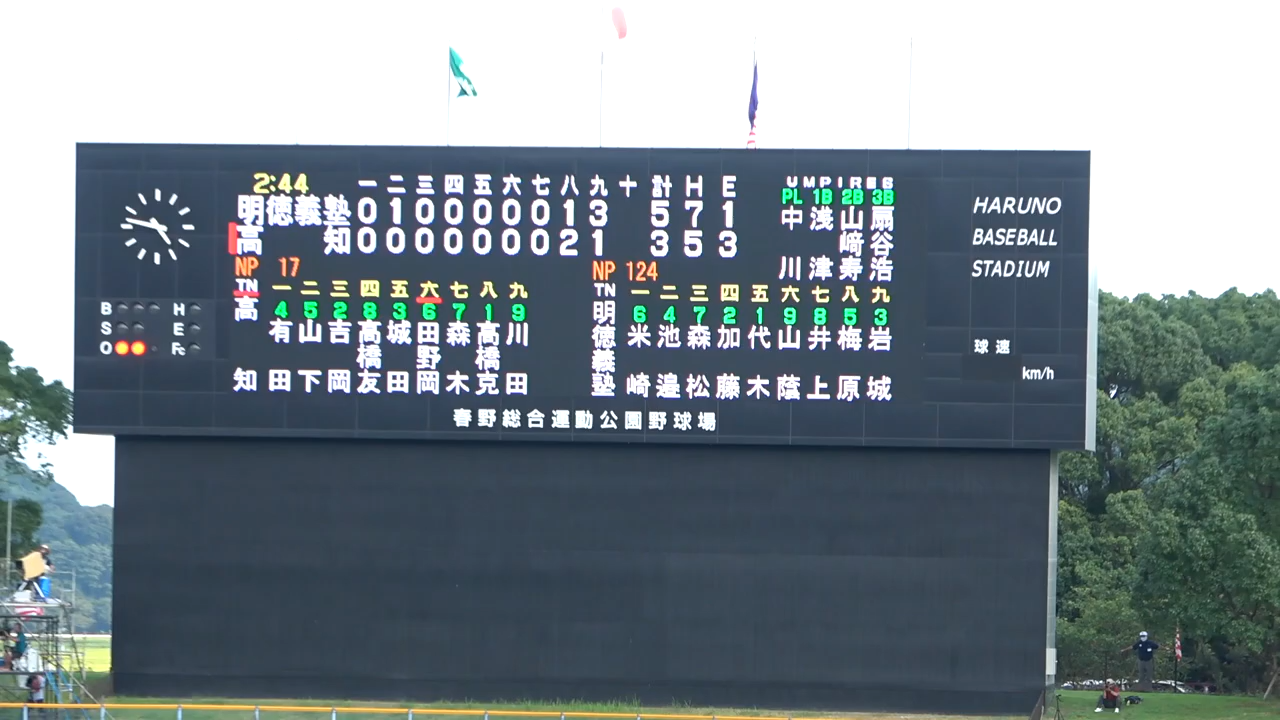 2:44 一 二 三 四 五 六 七 八 九 十 計 H E
明徳義塾 0 1 0 0 0 0 0 1 3 5 7 1
高知 0 0 0 0 0 0 0 2 1 3 5 3
UMPIRES
PL 1B 2B 3B
中川 浅津 山﨑寿 扇谷浩
HARUNO
BASEBALL
STADIUM
NP 17
TN 一 二 三 四 五 六 七 八 九
高知 4 5 2 8 3 6 7 1 9
有田 山下 吉岡 高橋友 城田 田野岡 森木 高橋克 川田
NP 124
TN 一 二 三 四 五 六 七 八 九
明徳義塾 6 4 7 2 1 9 8 5 3
米崎 池邉 森松 加藤 代木 山蔭 井上 梅原 岩城
B H
S E
O Fc
球速
km/h
春野総合運動公園野球場